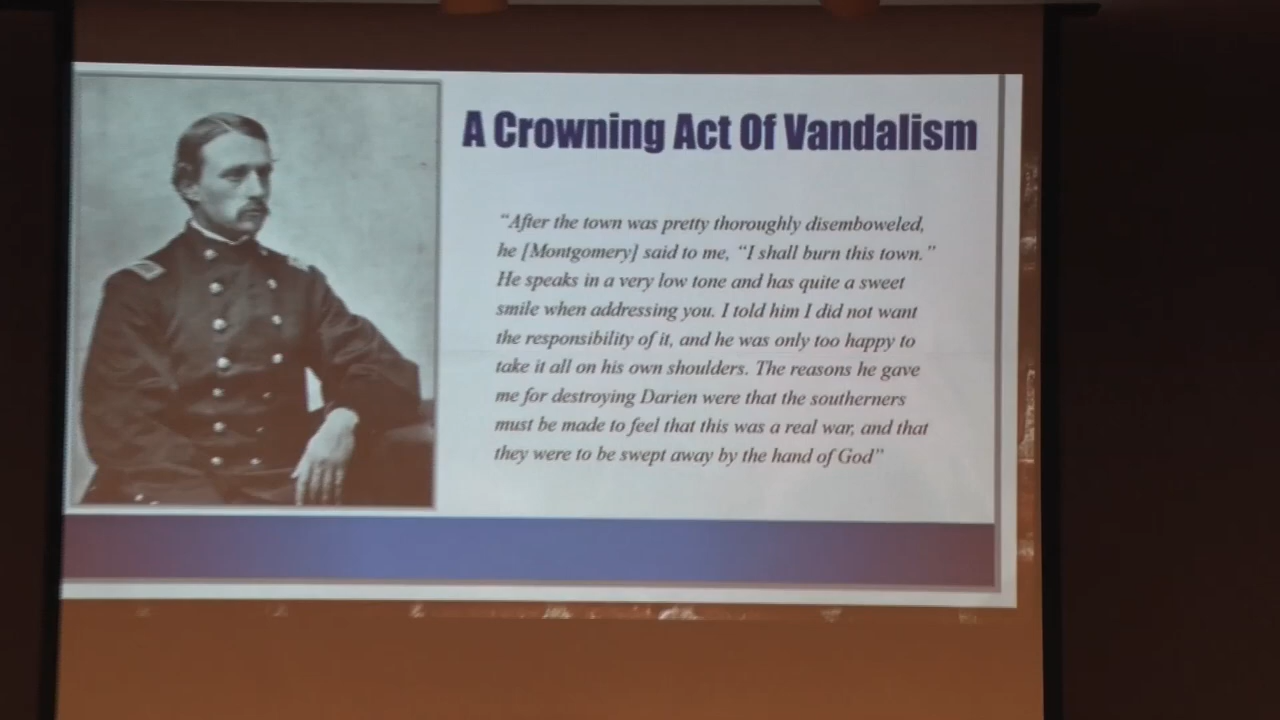 A Crowning Act Of Vandalism
“After the town was pretty thoroughly disemboweled,
he [Montgomery] said to me, “I shall burn this town.”
He speaks in a very low tone and has quite a sweet
smile when addressing you. I told him I did not want
the responsibility of it, and he was only too happy to
take it all on his own shoulders. The reasons he gave
me for destroying Darien were that the southerners
must be made to feel that this was a real war, and that
they were to be swept away by the hand of God”